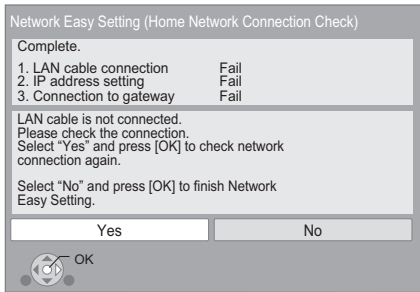 Network Easy Setting (Home Network Connection Check)
Complete.
1. LAN cable connection Fail
2. IP address setting Fail
3. Connection to gateway Fail
LAN cable is not connected.
Please check the connection.
Select “Yes” and press [OK] to check network
connection again.
Select “No” and press [OK] to finish Network
Easy Setting.
Yes No
OK